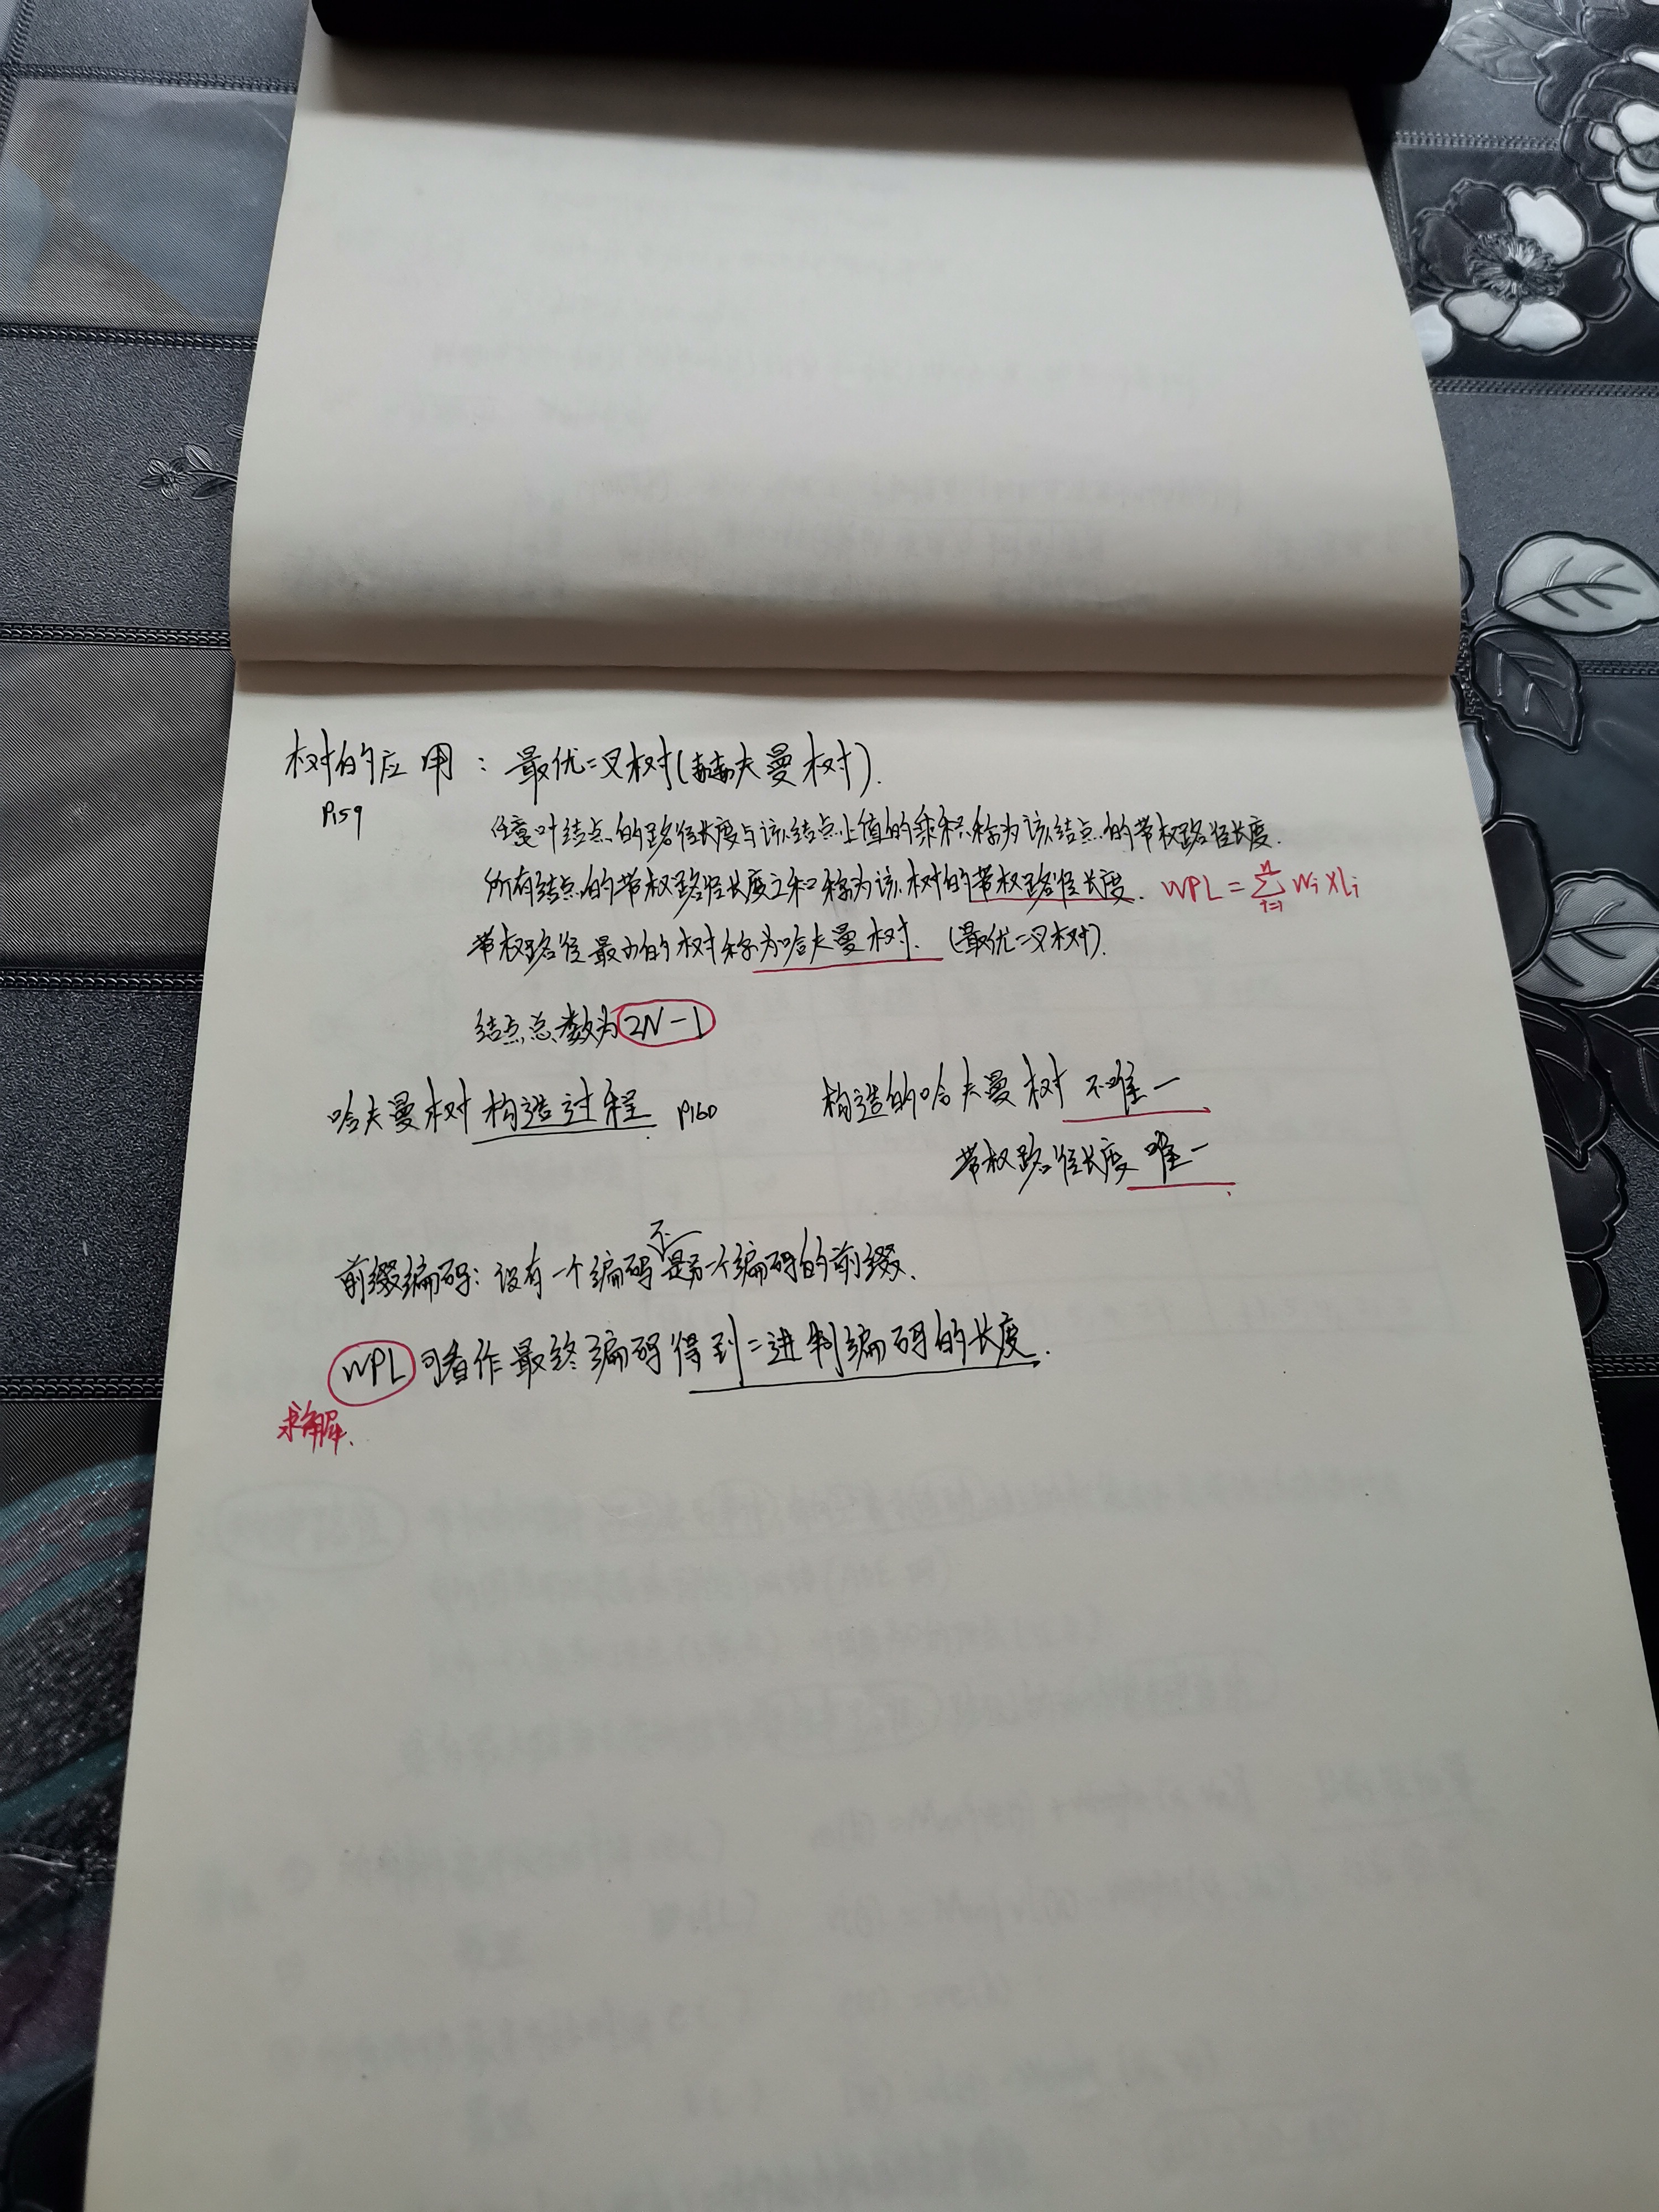 树的应用：最优二叉树(赫夫曼树).
P159
任意叶结点的路径长度与该结点上值的乘积称为该结点的带权路径长度.
所有结点的带权路径长度之和称为该树的带权路径长度. WPL = \sum_{i=1}^{n} Wi × li
带权路径最小的树称为哈夫曼树. (最优二叉树).
结点总数为 2N-1
哈夫曼树构造过程. P160 构造的哈夫曼树 不唯一
带权路径长度 唯一.
前缀编码：没有一个编码不是另一个编码的前缀.
WPL 可看作最终编码得到二进制编码的长度.
求解.